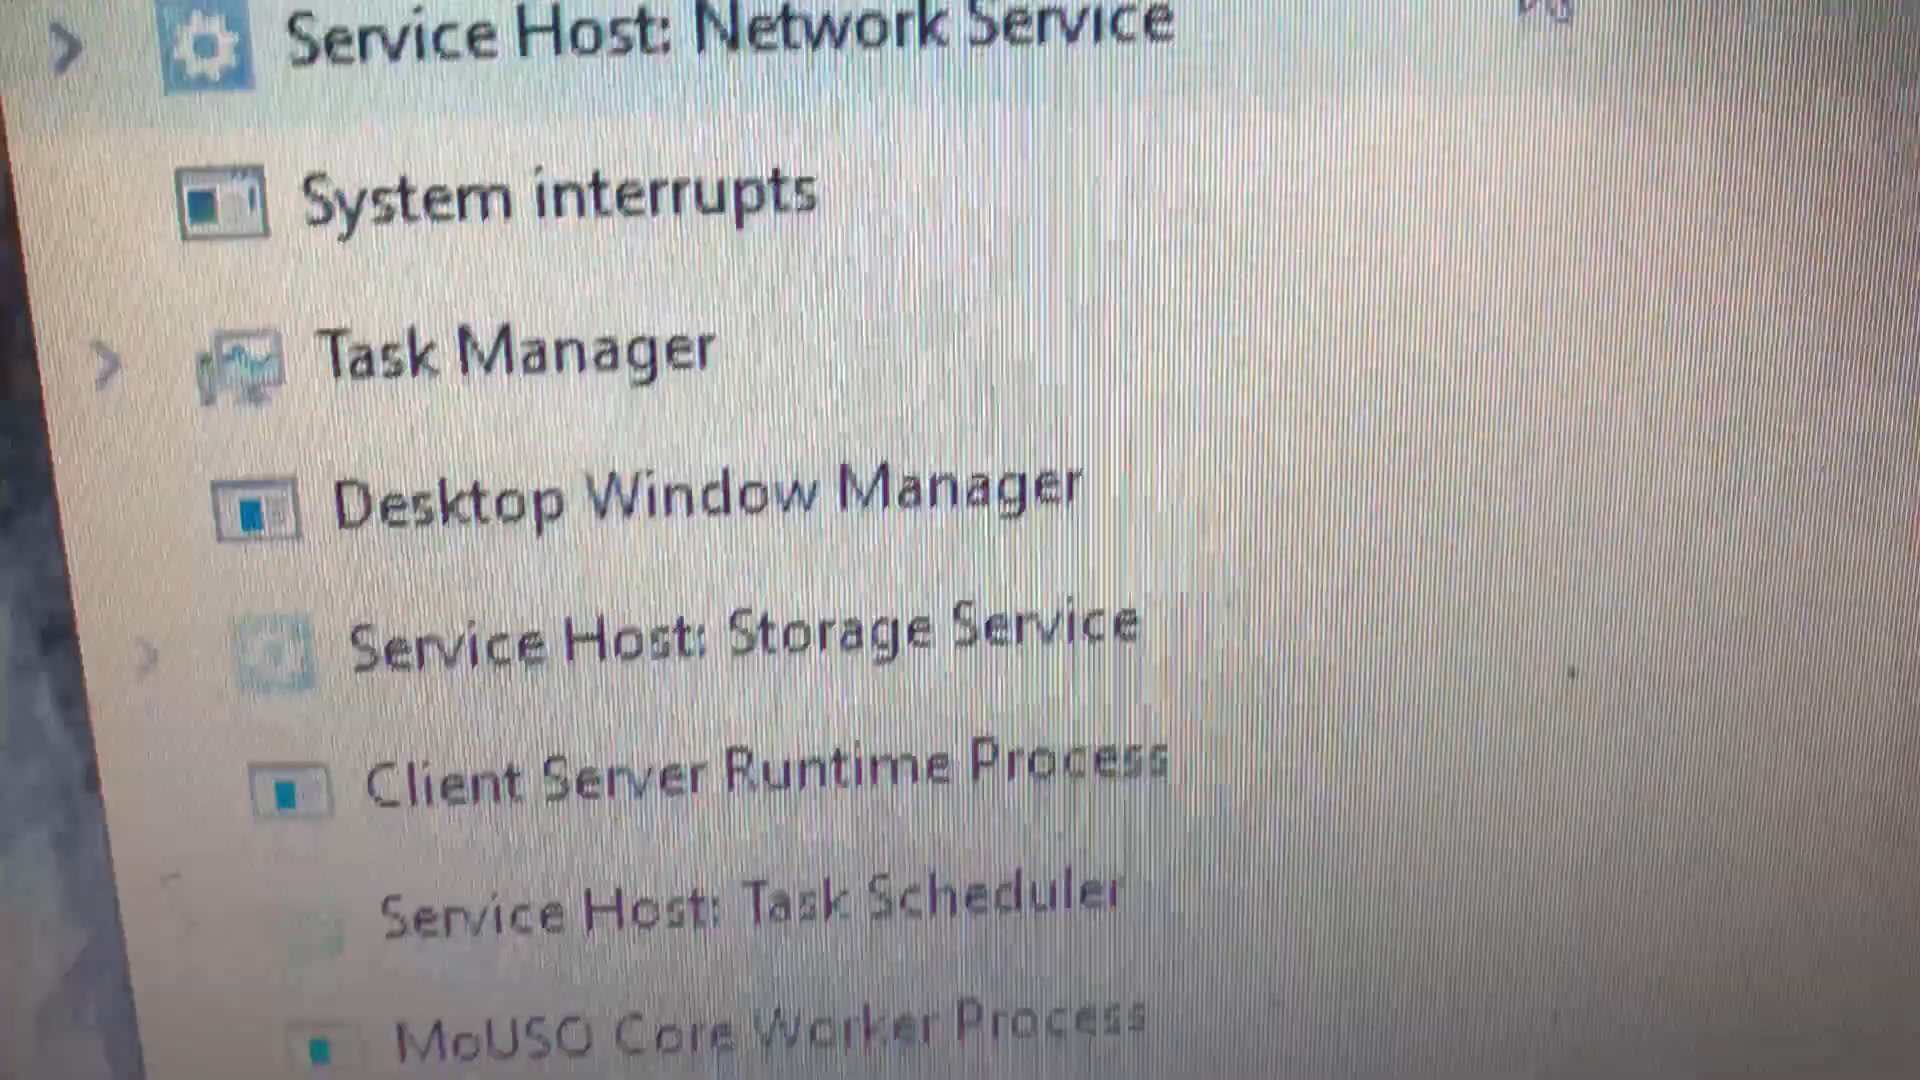 Service Host: Network Service
System interrupts
Task Manager
Desktop Window Manager
Service Host: Storage Service
Client Server Runtime Process
Service Host: Task Scheduler
MoUSO Core Worker Process